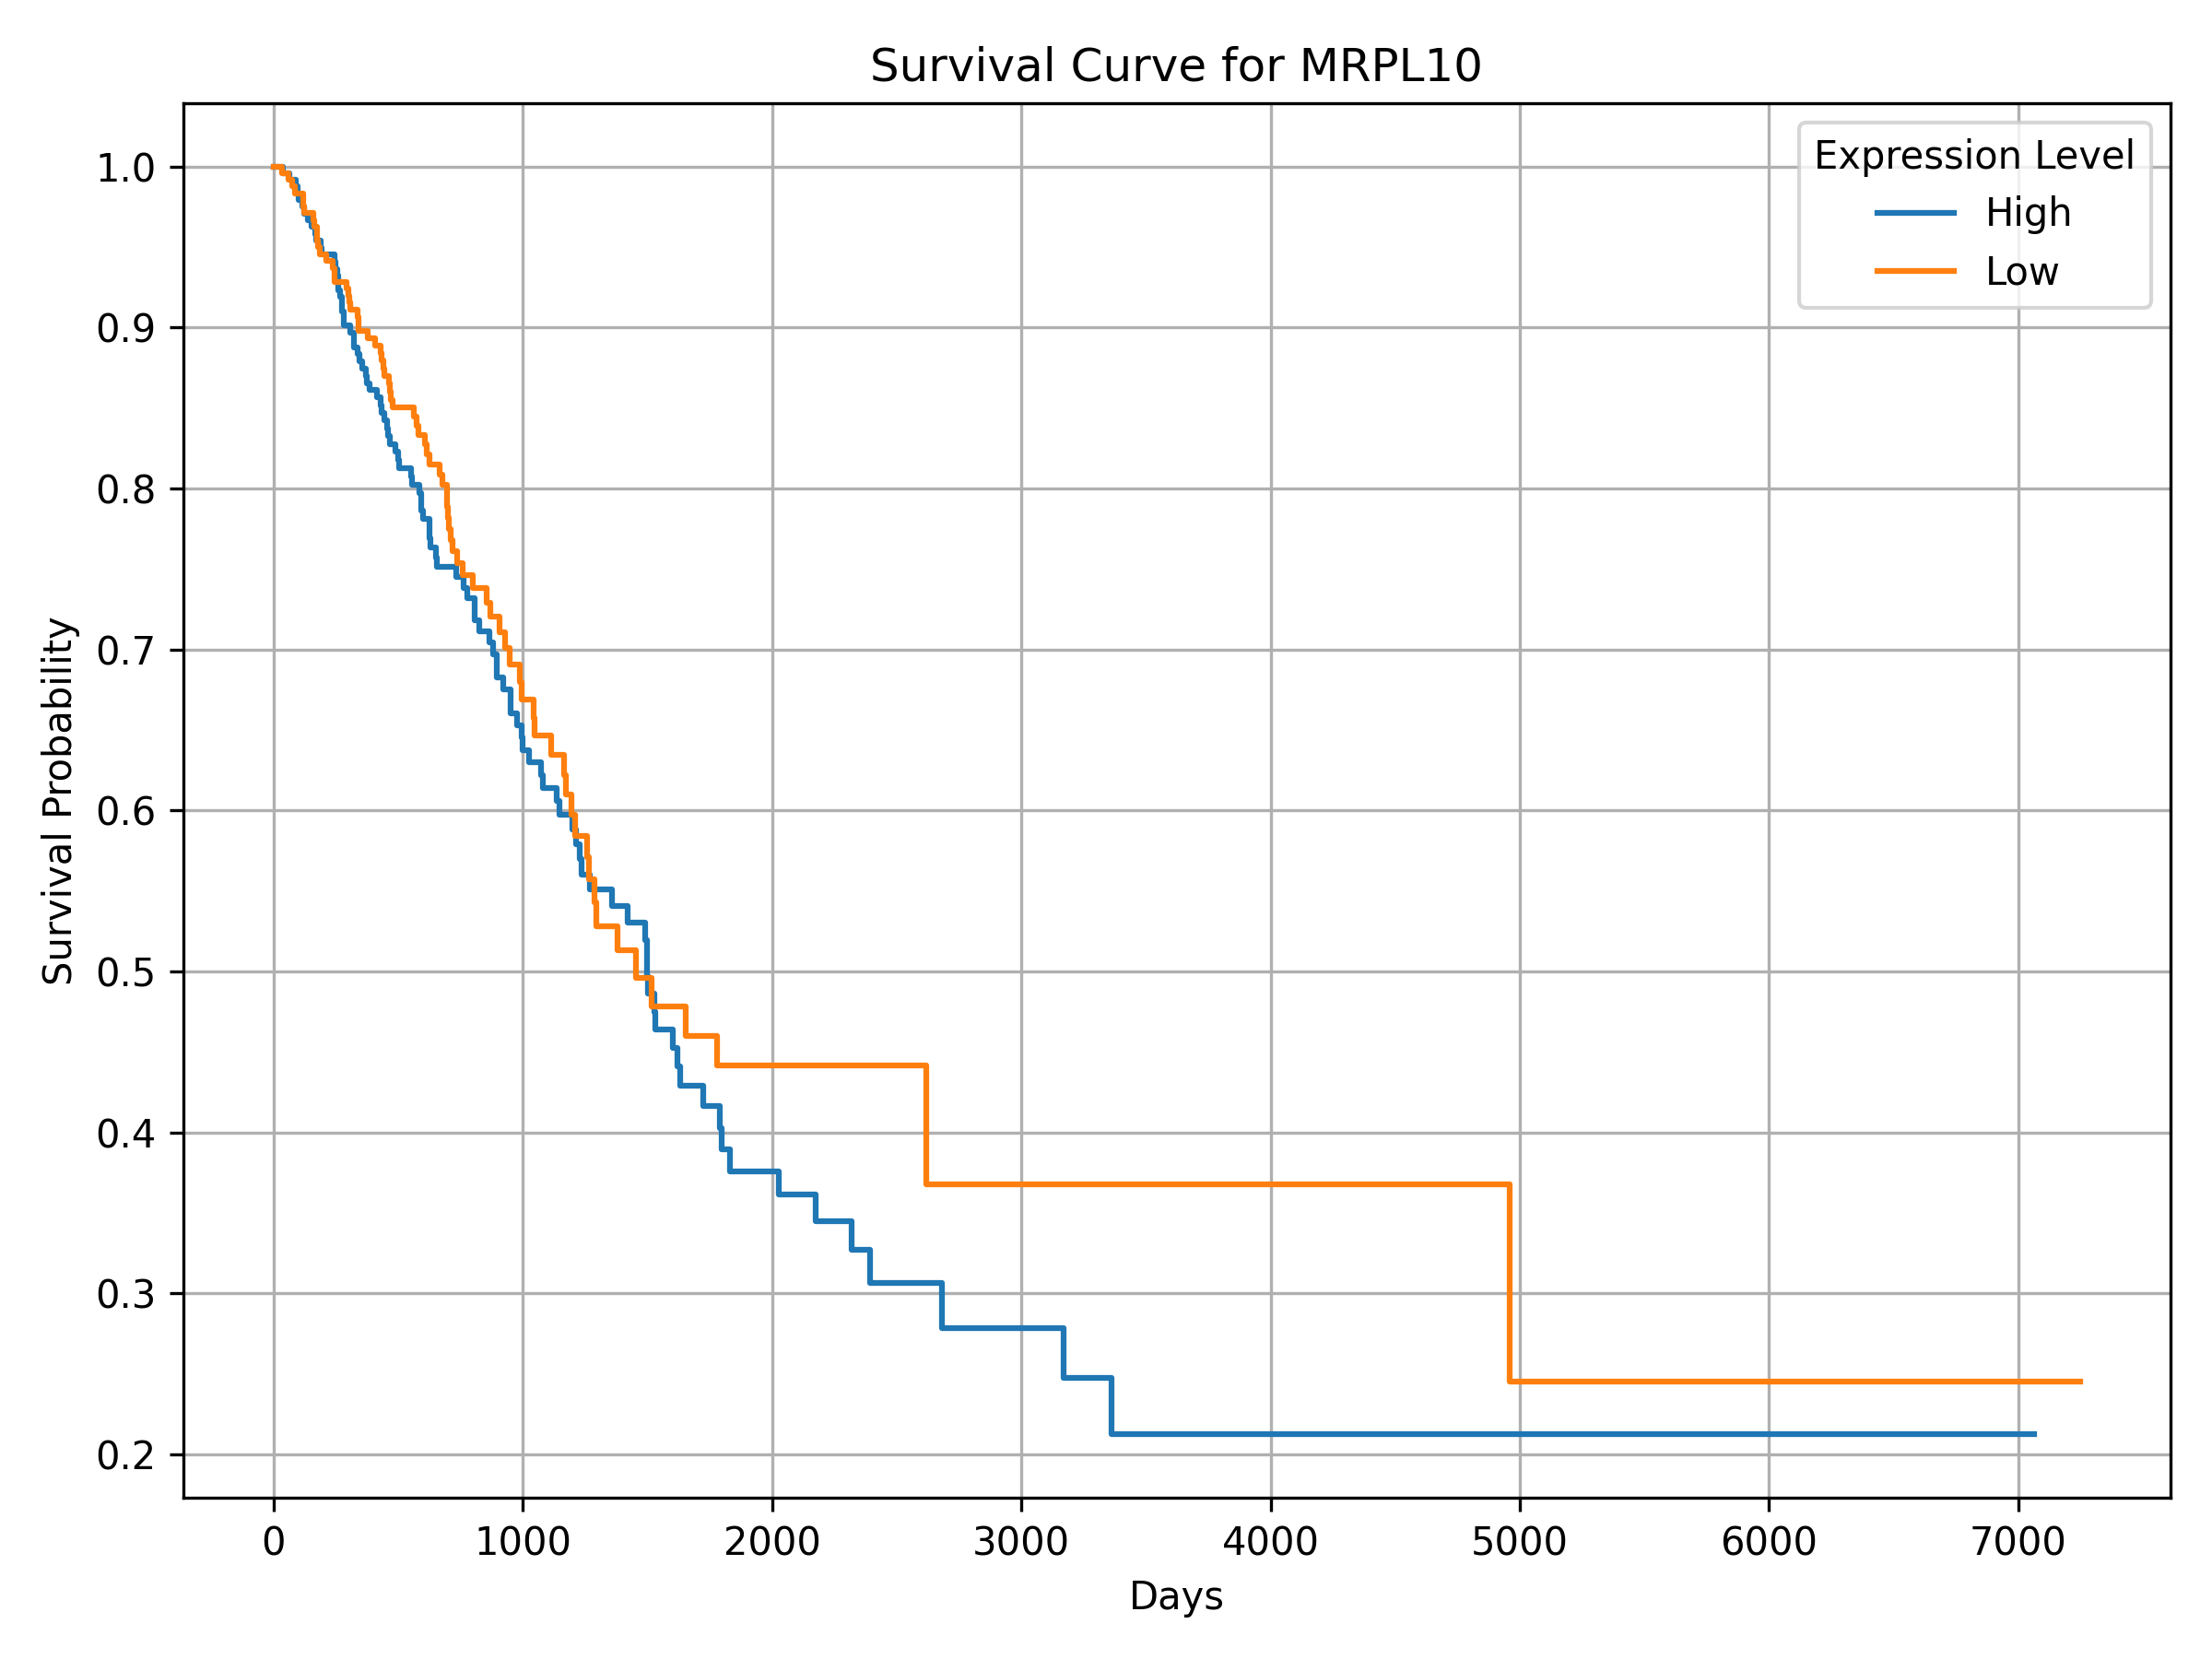 Survival Curve for MRPL10
Expression Level
High
Low
Survival Probability
1.0
0.9
0.8
0.7
0.6
0.5
0.4
0.3
0.2
0 1000 2000 3000 4000 5000 6000 7000
Days